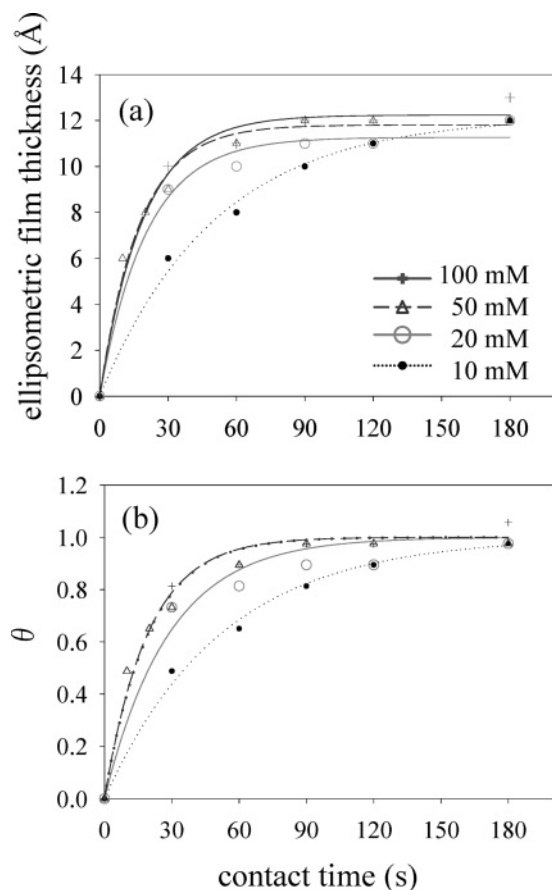 ellipsometric film thickness (Å)
14
(a)
12
10
8
6
4
2
0
100 mM
50 mM
20 mM
10 mM
0 30 60 90 120 150 180
1.2
(b)
1.0
0.8
0.6
0.4
0.2
0.0
θ
0 30 60 90 120 150 180
contact time (s)